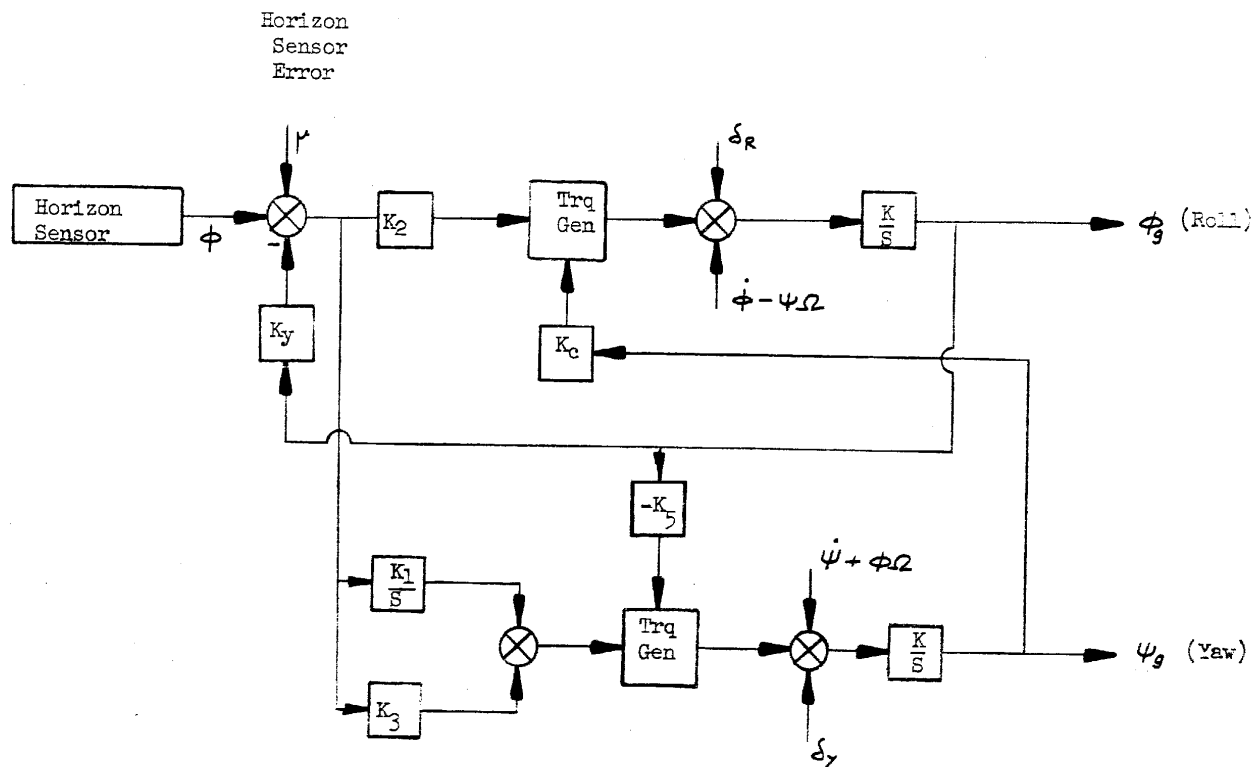 Horizon
Sensor
Error
μ
δR
Horizon
Sensor
ϕ
-
K2
Trq
Gen
K
S
ϕg (Roll)
ϕ̇ - ψΩ
Ky
Kc
-K5
ψ̇ + ϕΩ
K1
S
Trq
Gen
K
S
ψg (Yaw)
K3
δY